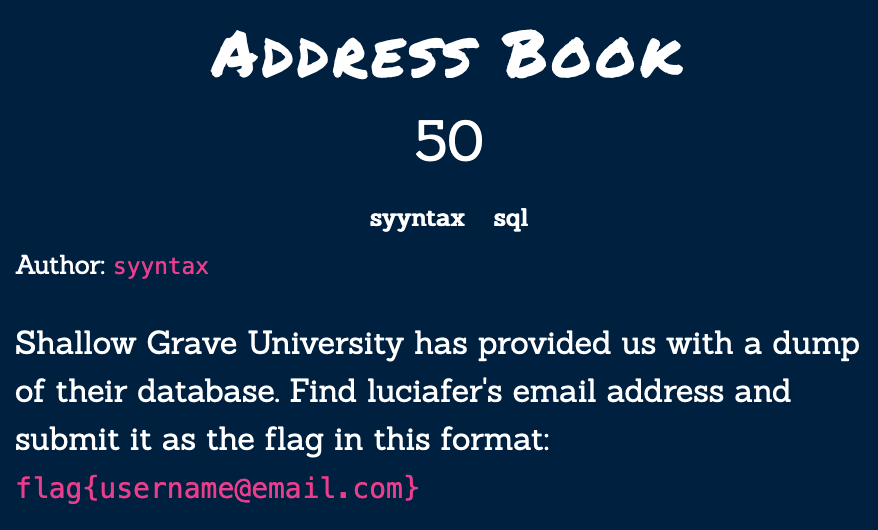 Address Book
50
syyntax sql
Author: syyntax
Shallow Grave University has provided us with a dump
of their database. Find luciafer's email address and
submit it as the flag in this format:
flag{username@email.com}